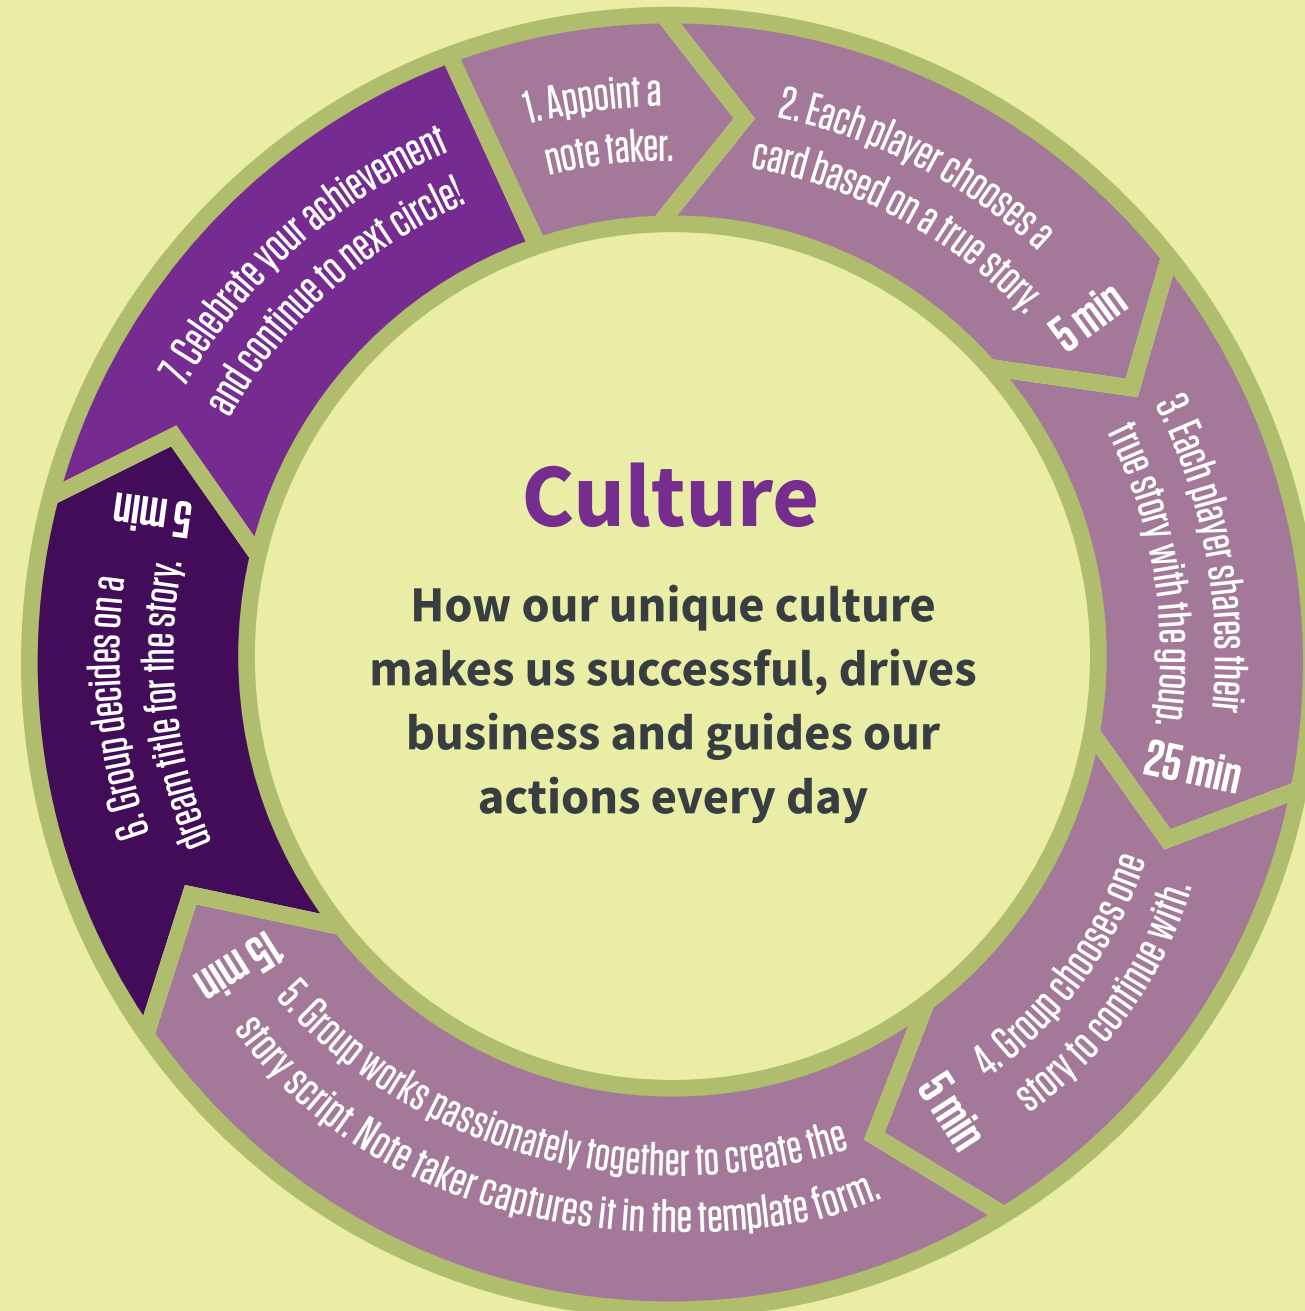 Culture
How our unique culture
makes us successful, drives
business and guides our
actions every day
1. Appoint a
note taker.
2. Each player chooses a
card based on a true story.
5 min
3. Each player shares their
true story with the group.
25 min
4. Group chooses one
story to continue with.
5 min
5. Group works passionately together to create the
story script. Note taker captures it in the template form.
15 min
6. Group decides on a
dream title for the story.
5 min
7. Celebrate your achievement
and continue to next circle!